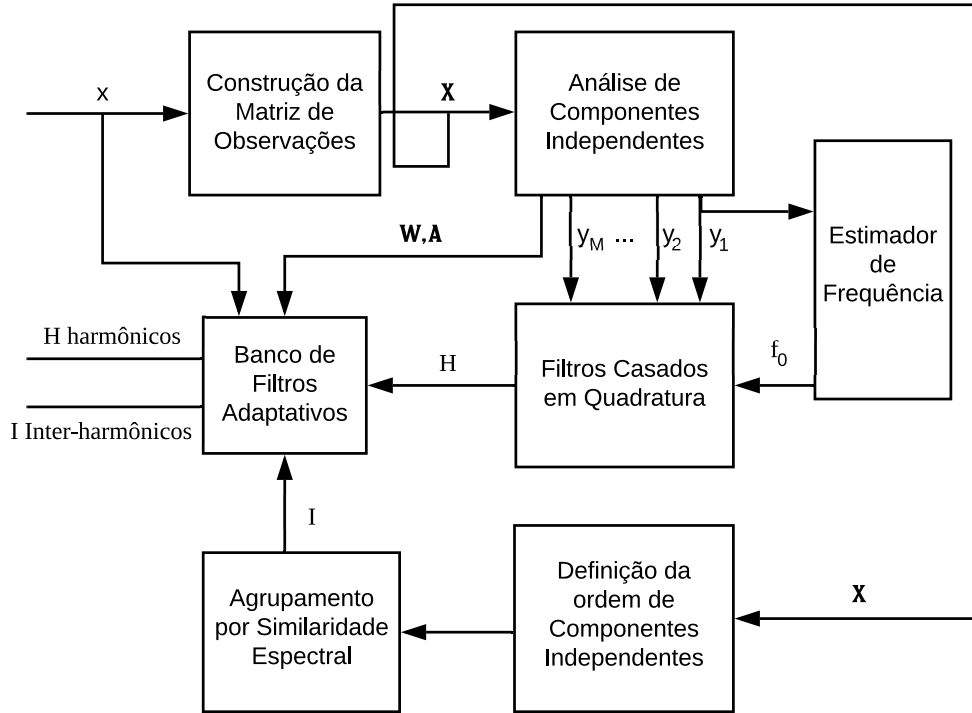 x
Construção da
Matriz de
Observações
X
Análise de
Componentes
Independentes
W,A
y_M ... y_2 y_1
Estimador
de
Frequência
H harmônicos
I Inter-harmônicos
Banco de
Filtros
Adaptativos
H
Filtros Casados
em Quadratura
f_0
I
Agrupamento
por Similaridade
Espectral
Definição da
ordem de
Componentes
Independentes
X